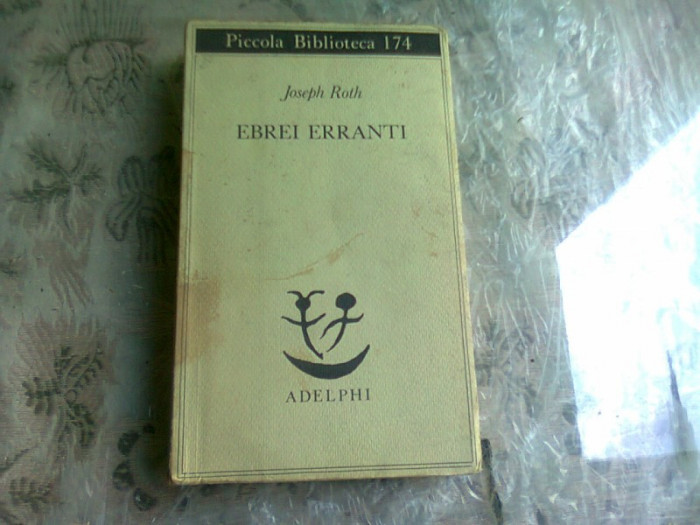 Piccola Biblioteca 174
Joseph Roth
EBREI ERRANTI
ADELPHI